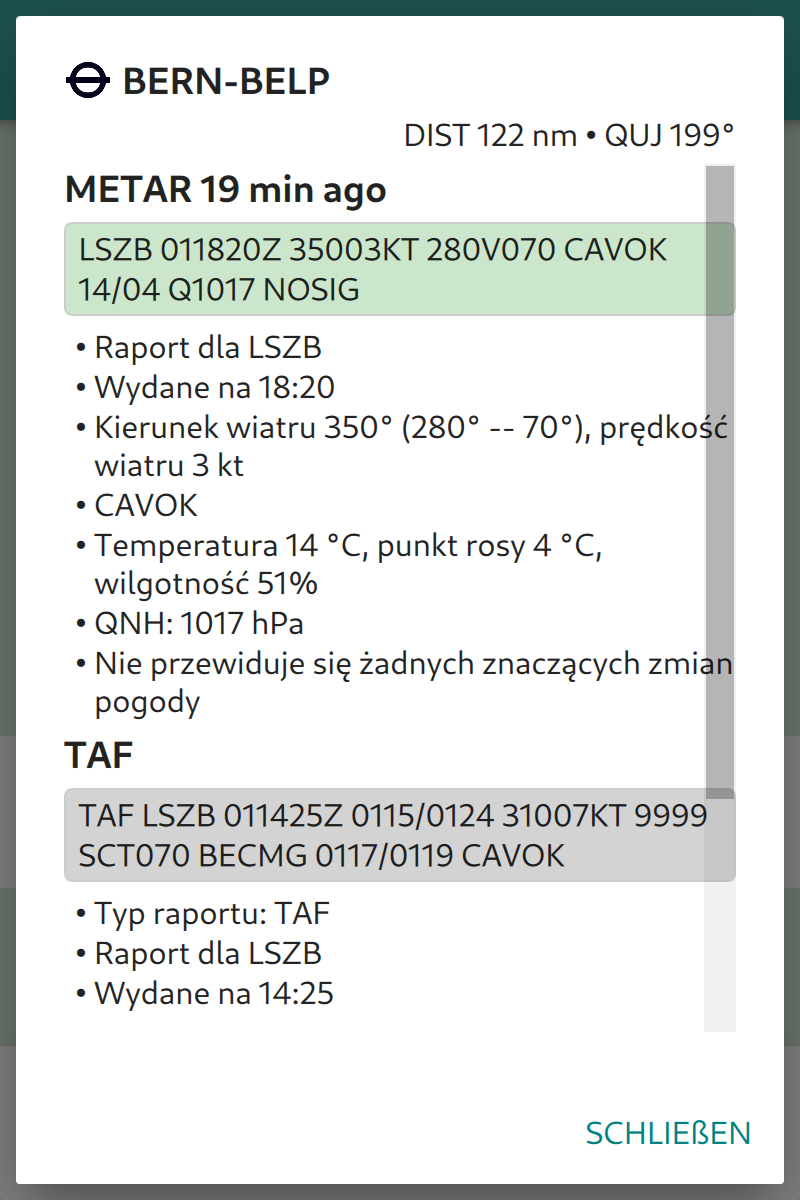 BERN-BELP
DIST 122 nm • QUJ 199°
METAR 19 min ago
LSZB 011820Z 35003KT 280V070 CAVOK
14/04 Q1017 NOSIG
• Raport dla LSZB
• Wydane na 18:20
• Kierunek wiatru 350° (280° -- 70°), prędkość
wiatru 3 kt
• CAVOK
• Temperatura 14 °C, punkt rosy 4 °C,
wilgotność 51%
• QNH: 1017 hPa
• Nie przewiduje się żadnych znaczących zmian
pogody
TAF
TAF LSZB 011425Z 0115/0124 31007KT 9999
SCT070 BECMG 0117/0119 CAVOK
• Typ raportu: TAF
• Raport dla LSZB
• Wydane na 14:25
SCHLIEßEN